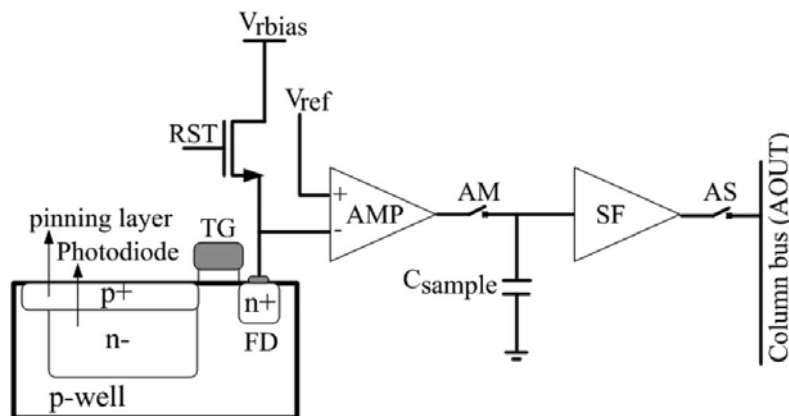 Vrbias
Vref
RST
+
AMP
-
AM
SF
AS
Column bus (AOUT)
pinning layer
Photodiode
TG
Csample
p+
n+
n-
FD
p-well